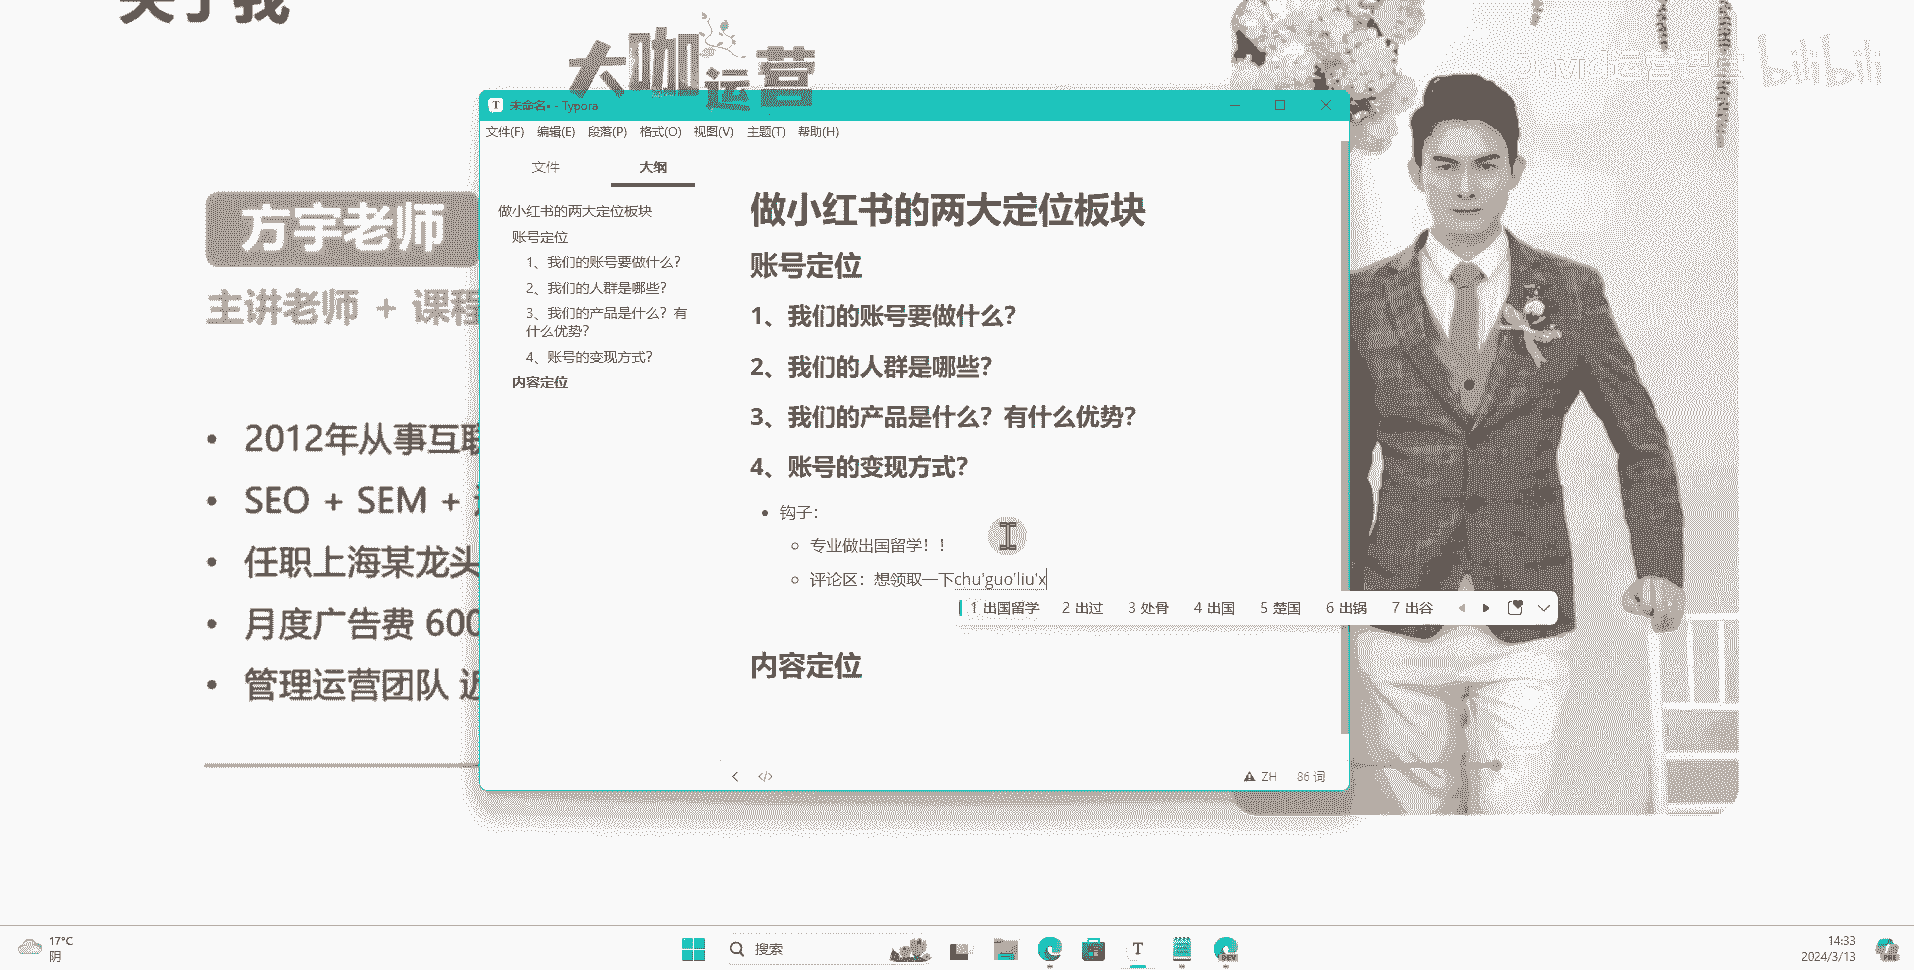 关于我
大咖运营
bilibili
未命名• - Typora
文件(F) 编辑(E) 段落(P) 格式(O) 视图(V) 主题(T) 帮助(H)
文件 大纲
做小红书的两大定位板块
账号定位
1、我们的账号要做什么？
2、我们的人群是哪些？
3、我们的产品是什么？有
什么优势？
4、账号的变现方式？
内容定位
做小红书的两大定位板块
账号定位
1、我们的账号要做什么？
2、我们的人群是哪些？
3、我们的产品是什么？有什么优势？
4、账号的变现方式？
钩子：
专业做出国留学！！
评论区：想领取一下chu'guo'liu'x
1 出国留学 2 出过 3 处骨 4 出国 5 楚国 6 出锅 7 出谷
内容定位
ZH 86 词
方宇老师
主讲老师 + 课程
• 2012年从事互联
• SEO + SEM +
• 任职上海某龙头
• 月度广告费 600
• 管理运营团队 近
17°C
阴
搜索
T
DEV
14:33
2024/3/13
PRE